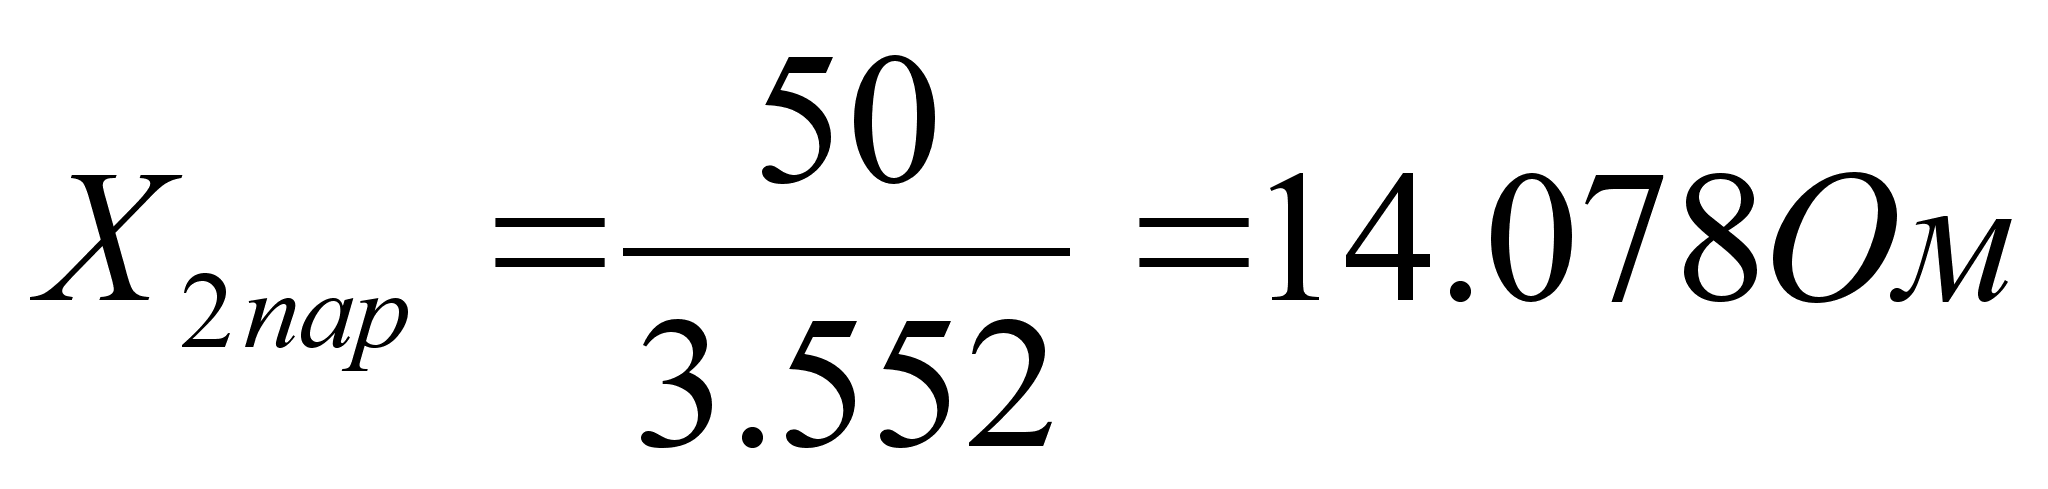 X₂пар = 50/3.552 = 14.078Ом